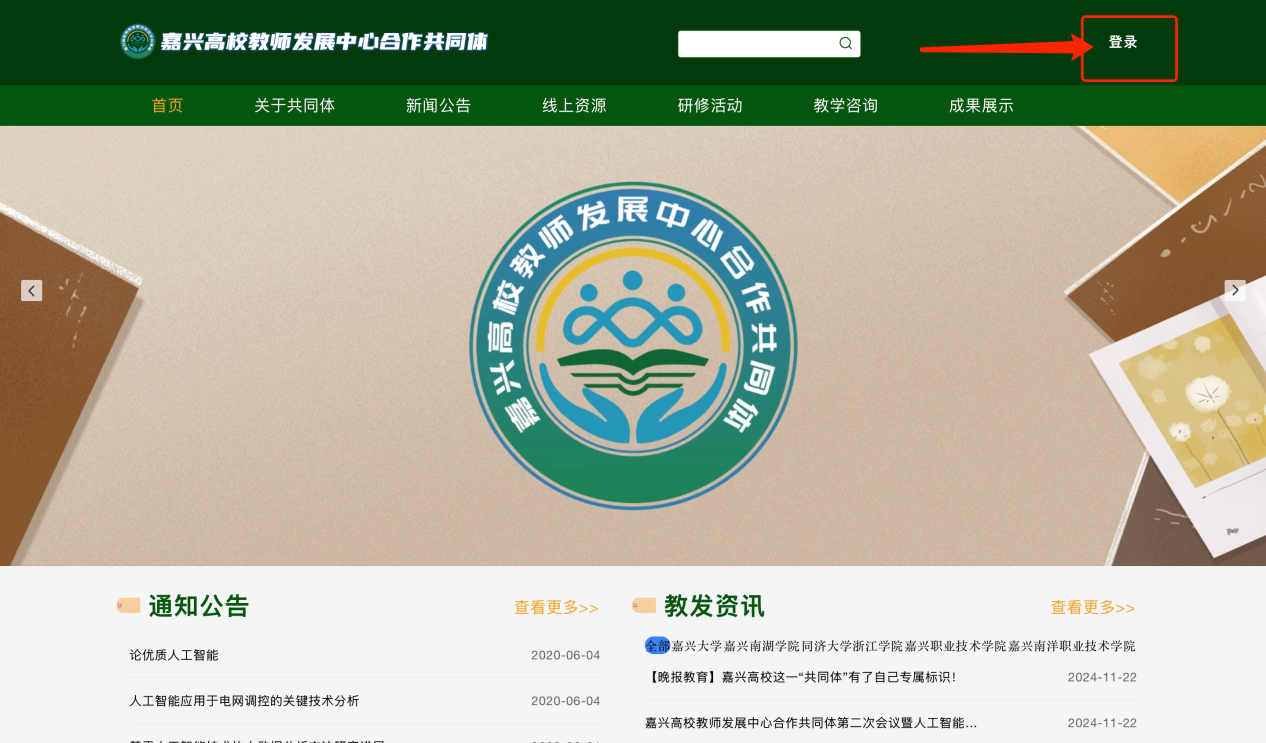 嘉兴高校教师发展中心合作共同体
登录
首页 关于共同体 新闻公告 线上资源 研修活动 教学咨询 成果展示
嘉兴高校教师发展中心合作共同体
通知公告 查看更多>>
论优质人工智能 2020-06-04
人工智能应用于电网调控的关键技术分析 2020-06-04
教发资讯 查看更多>>
全部嘉兴大学嘉兴南湖学院同济大学浙江学院嘉兴职业技术学院嘉兴南洋职业技术学院
【晚报教育】嘉兴高校这一“共同体”有了自己专属标识! 2024-11-22
嘉兴高校教师发展中心合作共同体第二次会议暨人工智能... 2024-11-22